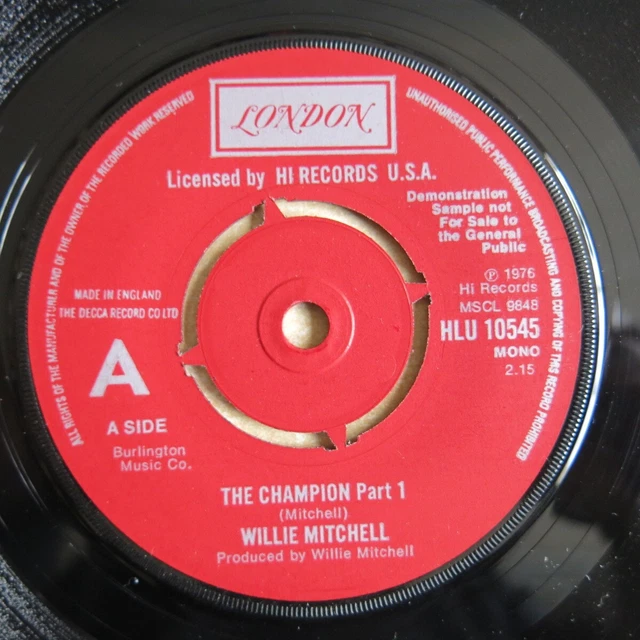 LONDON
Licensed by HI RECORDS U.S.A.
Demonstration
Sample not
For Sale to
the General
Public
℗ 1976
Hi Records
MSCL 9848
HLU 10545
MONO
2.15
MADE IN ENGLAND
THE DECCA RECORD CO LTD
A
A SIDE
Burlington
Music Co.
THE CHAMPION Part 1
(Mitchell)
WILLIE MITCHELL
Produced by Willie Mitchell
ALL RIGHTS OF THE MANUFACTURER AND OF THE OWNER OF THE RECORDED WORK RESERVED
UNAUTHORISED PUBLIC PERFORMANCE BROADCASTING AND COPYING OF THIS RECORD PROHIBITED